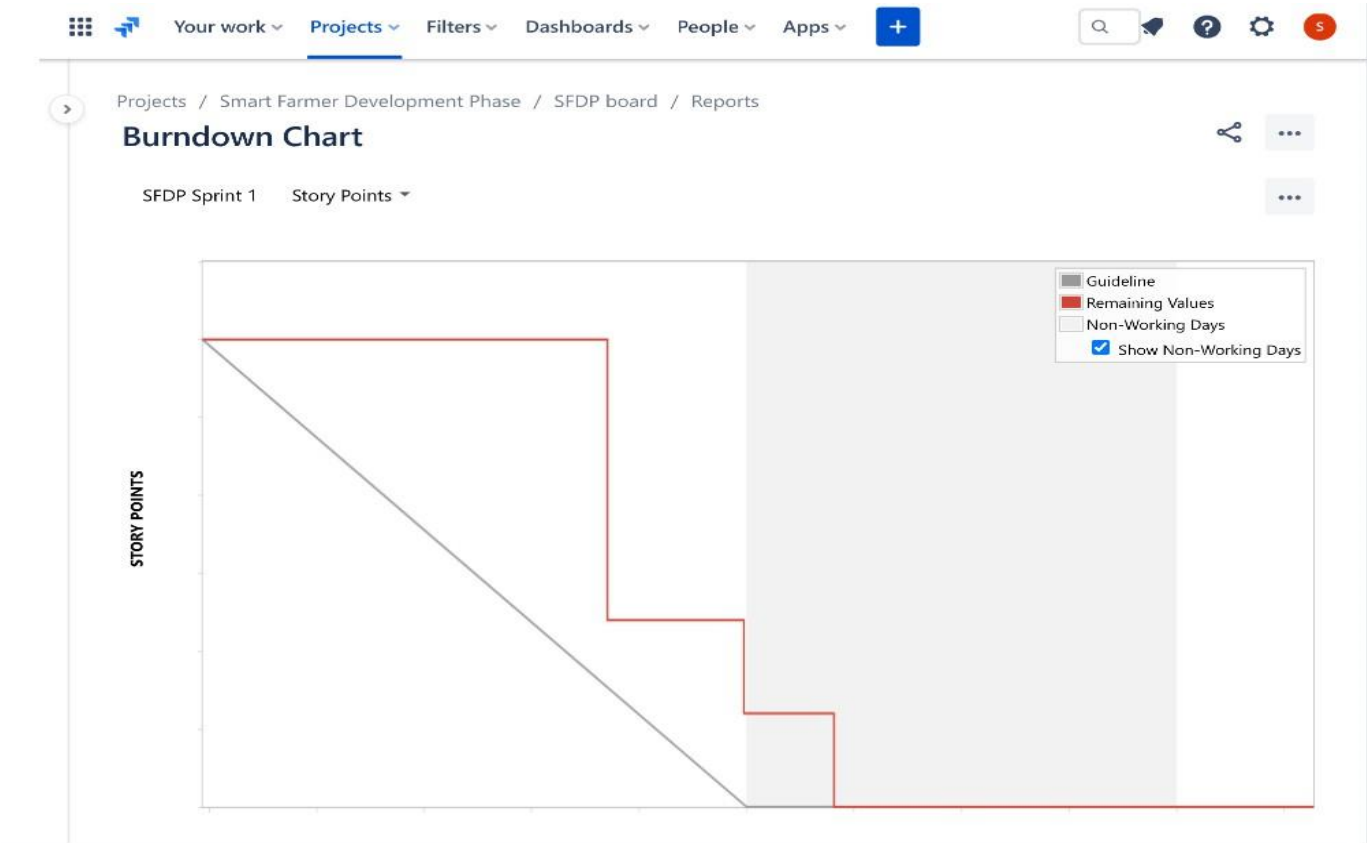 Your work Projects Filters Dashboards People Apps +
S
Projects / Smart Farmer Development Phase / SFDP board / Reports
Burndown Chart
SFDP Sprint 1 Story Points
Guideline
Remaining Values
Non-Working Days
Show Non-Working Days
STORY POINTS